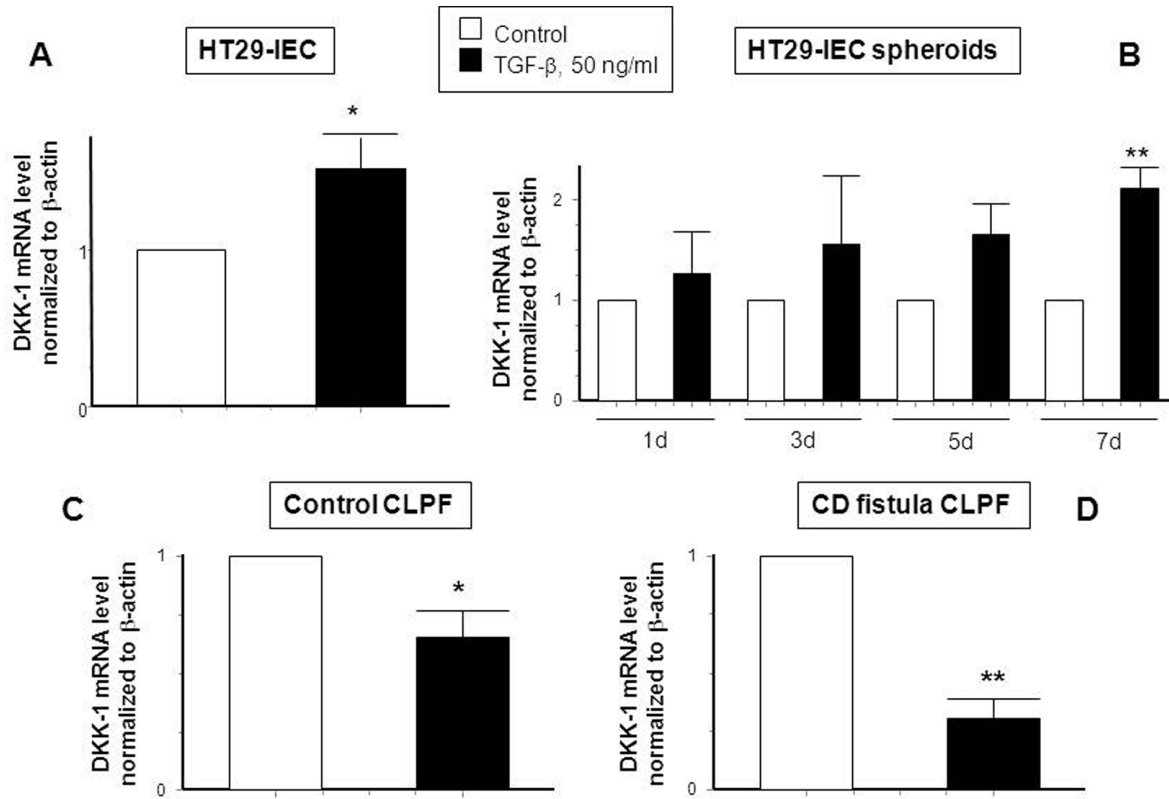 A
HT29-IEC
Control
TGF-β, 50 ng/ml
HT29-IEC spheroids
B
DKK-1 mRNA level
normalized to β-actin
1
0
*
DKK-1 mRNA level
normalized to β-actin
2
1
0
**
1d
3d
5d
7d
C
Control CLPF
DKK-1 mRNA level
normalized to β-actin
1
0
*
CD fistula CLPF
D
DKK-1 mRNA level
normalized to β-actin
1
0
**